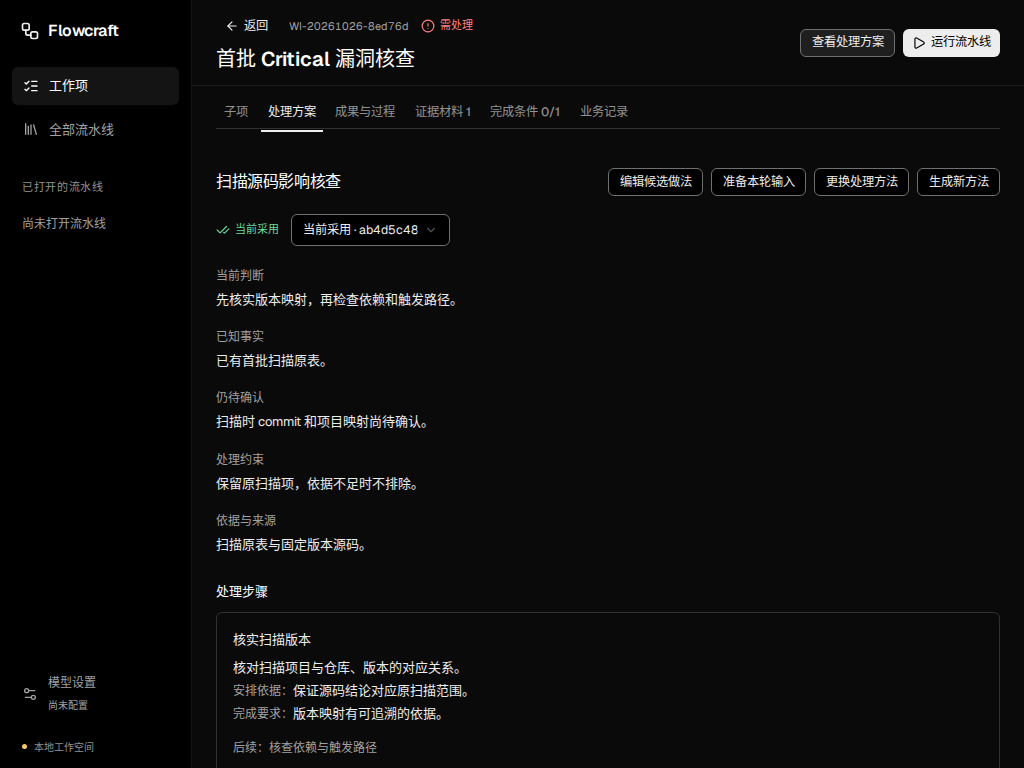 Flowcraft
工作项
全部流水线
已打开的流水线
尚未打开流水线
模型设置
尚未配置
本地工作空间
返回 WI-20261026-8ed76d 需处理
首批 Critical 漏洞核查
查看处理方案 运行流水线
子项 处理方案 成果与过程 证据材料 1 完成条件 0/1 业务记录
扫描源码影响核查
编辑候选做法 准备本轮输入 更换处理方法 生成新方法
当前采用 当前采用 · ab4d5c48
当前判断
先核实版本映射，再检查依赖和触发路径。
已知事实
已有首批扫描原表。
仍待确认
扫描时 commit 和项目映射尚待确认。
处理约束
保留原扫描项，依据不足时不排除。
依据与来源
扫描原表与固定版本源码。
处理步骤
核实扫描版本
核对扫描项目与仓库、版本的对应关系。
安排依据：保证源码结论对应原扫描范围。
完成要求：版本映射有可追溯的依据。
后续：核查依赖与触发路径